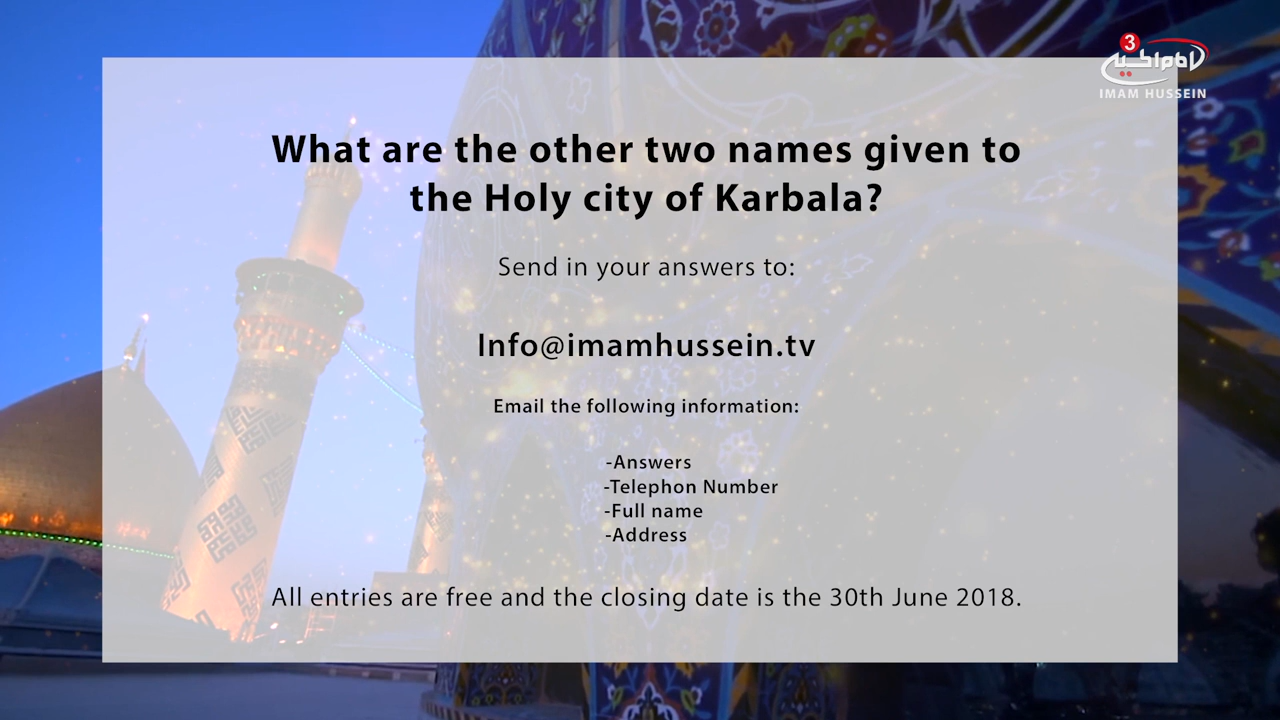 3
IMAM HUSSEIN
What are the other two names given to
the Holy city of Karbala?
Send in your answers to:
Info@imamhussein.tv
Email the following information:
-Answers
-Telephon Number
-Full name
-Address
All entries are free and the closing date is the 30th June 2018.